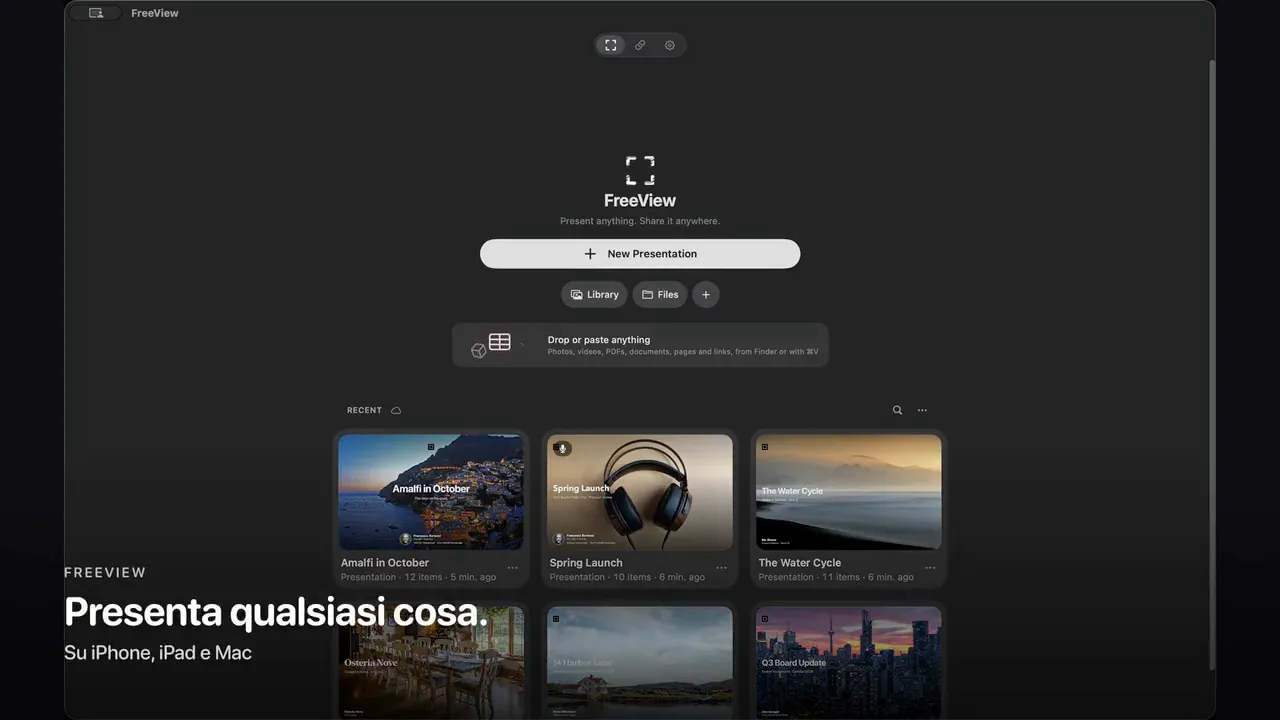 FreeView
FreeView
Present anything. Share it anywhere.
New Presentation
Library
Files
Drop or paste anything
Photos, videos, PDFs, documents, pages and links, from Finder or with ⌘V
RECENT
Amalfi in October
Spring Launch
The Water Cycle
Amalfi in October
Presentation · 12 items · 5 min. ago
Spring Launch
Presentation · 10 items · 6 min. ago
The Water Cycle
Presentation · 11 items · 6 min. ago
FREEVIEW
Presenta qualsiasi cosa.
Su iPhone, iPad e Mac
Osteria Nove
14 Harbor Lane
Q3 Board Update